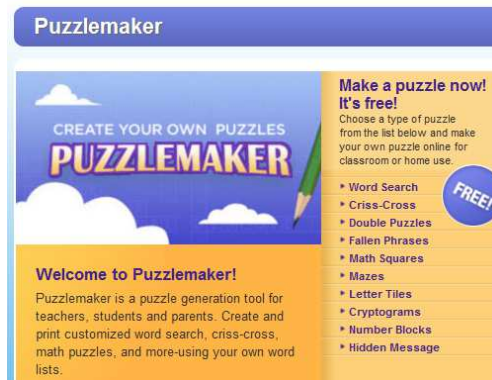 Puzzlemaker
CREATE YOUR OWN PUZZLES
PUZZLEMAKER
Welcome to Puzzlemaker!
Puzzlemaker is a puzzle generation tool for
teachers, students and parents. Create and
print customized word search, criss-cross,
math puzzles, and more-using your own word
lists.
Make a puzzle now!
It's free!
Choose a type of puzzle
from the list below and make
your own puzzle online for
classroom or home use.
FREE!
Word Search
Criss-Cross
Double Puzzles
Fallen Phrases
Math Squares
Mazes
Letter Tiles
Cryptograms
Number Blocks
Hidden Message